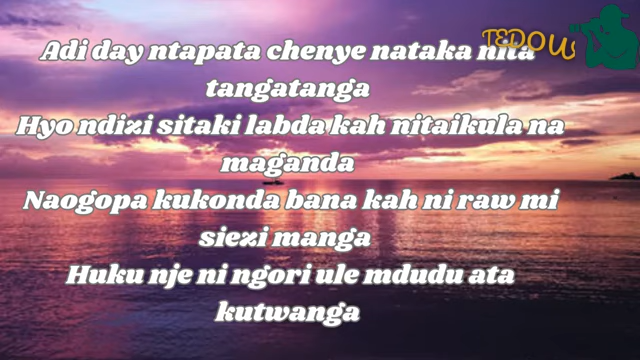 TEDOW
Adi day ntapata chenye nataka nita
tangatanga
Hyo ndizi sitaki labda kah nitaikula na
maganda
Naogopa kukonda bana kah ni raw mi
siezi manga
Huku nje ni ngori ule mdudu ata
kutwanga